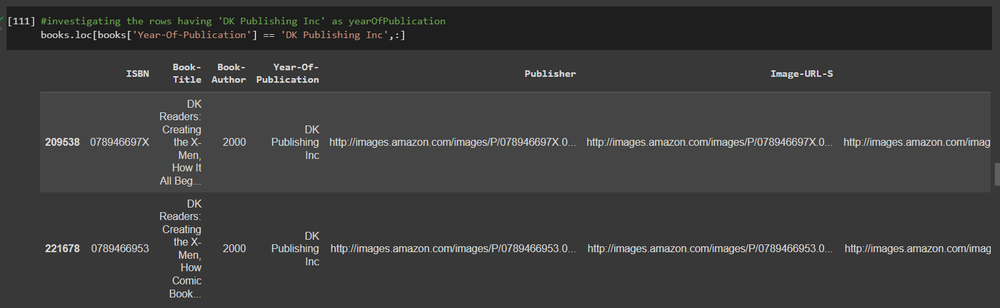 [111] #investigating the rows having 'DK Publishing Inc' as yearOfPublication
books.loc[books['Year-Of-Publication'] == 'DK Publishing Inc',:]
ISBN Book-Title Book-Author Year-Of-Publication Publisher Image-URL-S
209538 078946697X DK Readers: Creating the X-Men, How It All Beg... 2000 DK Publishing Inc http://images.amazon.com/images/P/078946697X.0... http://images.amazon.com/images/P/078946697X.0... http://images.amazon.com/imag
221678 0789466953 DK Readers: Creating the X-Men, How Comic Book... 2000 DK Publishing Inc http://images.amazon.com/images/P/0789466953.0... http://images.amazon.com/images/P/0789466953.0... http://images.amazon.com/imag